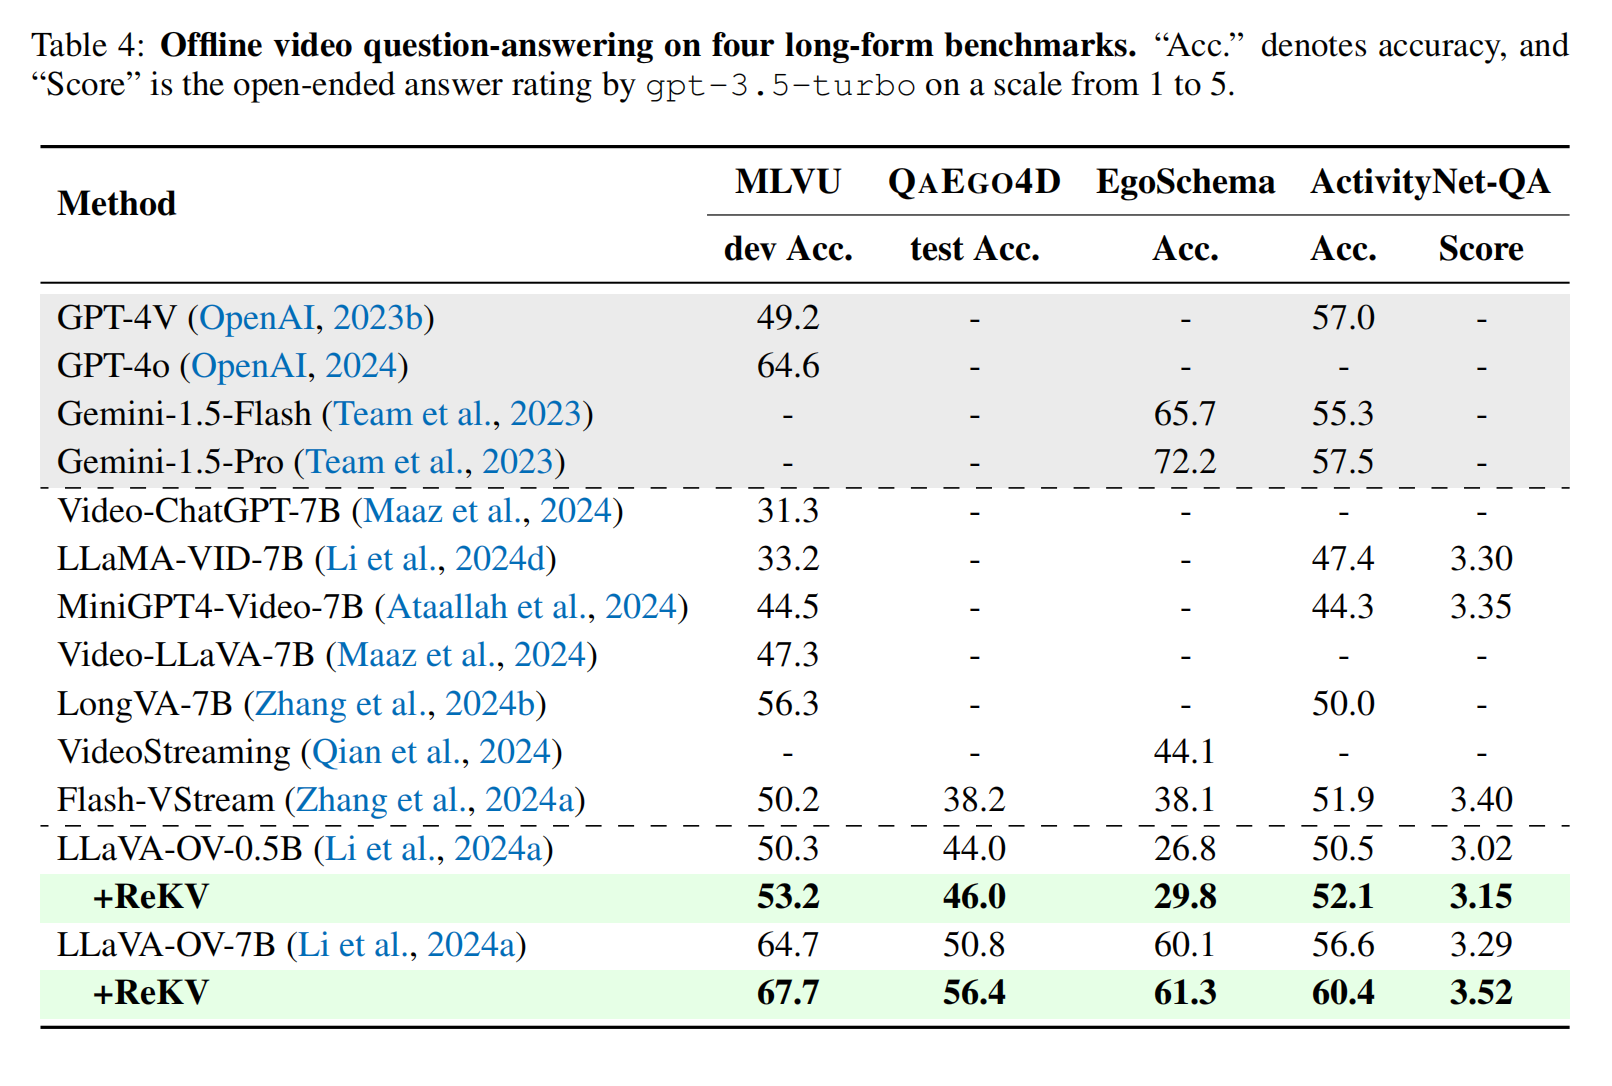 Table 4: Offline video question-answering on four long-form benchmarks. “Acc.” denotes accuracy, and
“Score” is the open-ended answer rating by gpt-3.5-turbo on a scale from 1 to 5.
Method MLVU QAEGO4D EgoSchema ActivityNet-QA
dev Acc. test Acc. Acc. Acc. Score
GPT-4V (OpenAI, 2023b) 49.2 - - 57.0 -
GPT-4o (OpenAI, 2024) 64.6 - - - -
Gemini-1.5-Flash (Team et al., 2023) - - 65.7 55.3 -
Gemini-1.5-Pro (Team et al., 2023) - - 72.2 57.5 -
Video-ChatGPT-7B (Maaz et al., 2024) 31.3 - - - -
LLaMA-VID-7B (Li et al., 2024d) 33.2 - - 47.4 3.30
MiniGPT4-Video-7B (Ataallah et al., 2024) 44.5 - - 44.3 3.35
Video-LLaVA-7B (Maaz et al., 2024) 47.3 - - - -
LongVA-7B (Zhang et al., 2024b) 56.3 - - 50.0 -
VideoStreaming (Qian et al., 2024) - - 44.1 - -
Flash-VStream (Zhang et al., 2024a) 50.2 38.2 38.1 51.9 3.40
LLaVA-OV-0.5B (Li et al., 2024a) 50.3 44.0 26.8 50.5 3.02
+ReKV 53.2 46.0 29.8 52.1 3.15
LLaVA-OV-7B (Li et al., 2024a) 64.7 50.8 60.1 56.6 3.29
+ReKV 67.7 56.4 61.3 60.4 3.52